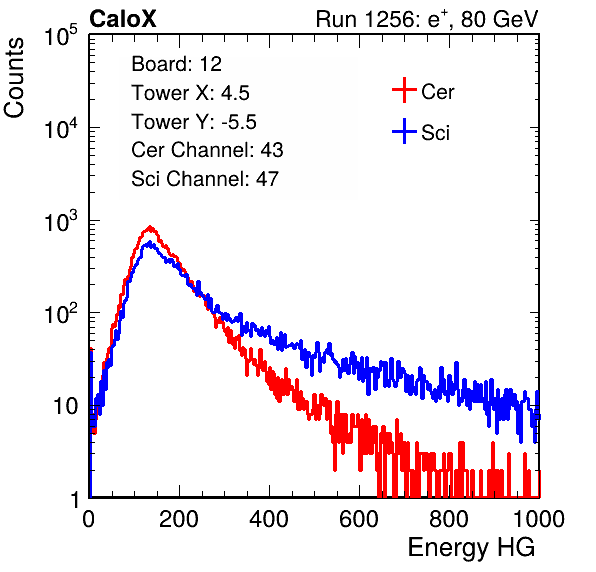 CaloX
Run 1256: e⁺, 80 GeV
Counts
Board: 12
Tower X: 4.5
Tower Y: -5.5
Cer Channel: 43
Sci Channel: 47
Cer
Sci
10⁵
10⁴
10³
10²
10
1
0 200 400 600 800 1000
Energy HG